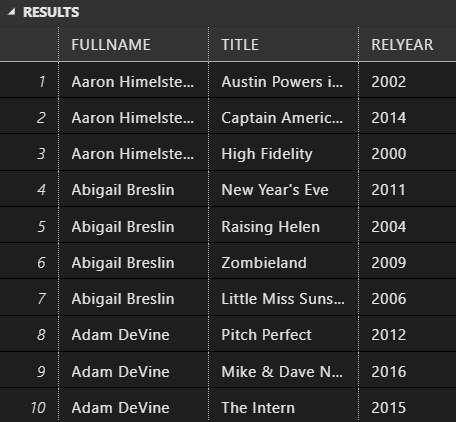 RESULTS
FULLNAME TITLE RELYEAR
1 Aaron Himelste... Austin Powers i... 2002
2 Aaron Himelste... Captain Americ... 2014
3 Aaron Himelste... High Fidelity 2000
4 Abigail Breslin New Year's Eve 2011
5 Abigail Breslin Raising Helen 2004
6 Abigail Breslin Zombieland 2009
7 Abigail Breslin Little Miss Suns... 2006
8 Adam DeVine Pitch Perfect 2012
9 Adam DeVine Mike & Dave N... 2016
10 Adam DeVine The Intern 2015